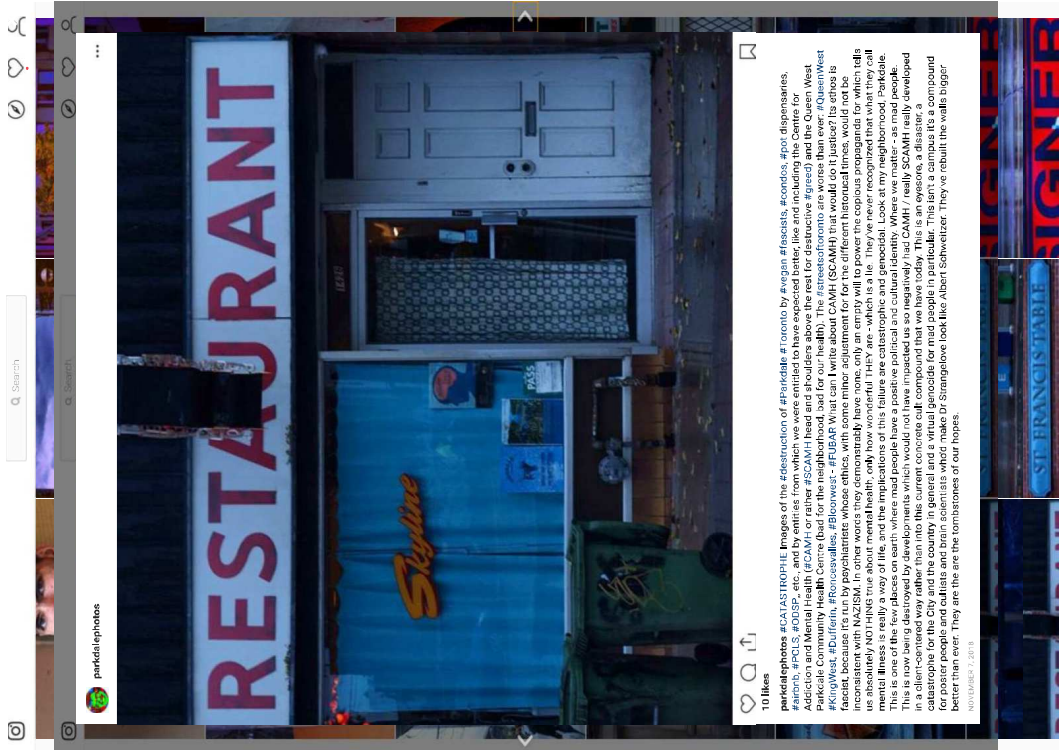 Search
Search
parkdalephotos
RESTAURANT
Skyline
PASS
10 likes
parkdalephotos #CATASTROPHE Images of the #destruction of #Parkdale #Toronto by #vegan #fascists, #condos, #pot dispensaries,
#airbnb, #PCLS, #ODSP,, etc., and by entities from which we were entitled to have expected better, like and including the Centre for
Addiction and Mental Health (#CAMH or rather #SCAMH head and shoulders above the rest for destructive #greed) and the Queen West
Parkdale Community Health Centre (bad for the neighborhood, bad for our health). The #streetsoftoronto are worse than ever: #QueenWest
#KingWest, #Dufferin, #Roncesvalles, #Bloorwest - #FUBAR What can I write about CAMH (SCAMH) that would do it justice? Its ethos is
fascist, because it's run by psychiatrists whose ethics, with some minor adjustment for for the different historucal times, would not be
inconsistent with NAZISM. In other words they demonstrably have none, only an empty will to power the copious propaganda for which tells
us absolutely NOTHING true about mental health, only how wonderful THEY are - which is a lie. They've never recognized that what they call
mental illness is really a way of life, and the implications of this failure are catastrophic and genocidal. Look at my neighborhood, Parkdale.
This is one of the few places on earth where mad people have a positive political and cultural identity. Where we matter - as mad people.
This is now being destroyed by developments which would not have impacted us so negatively had CAMH / really SCAMH really developed
in a client-centered way rather than into this current concrete cult compound that we have today. This is an eyesore, a disaster, a
catastrophe for the City and the country in general and a virtual genocide for mad people in particular. This isn't a campus it's a compound
for poster people and cultists and brain scientists who'd make Dr Strangelove look like Albert Schweitzer. They've rebuilt the walls bigger
better than ever. They are the are the tombstones of our hopes.
NOVEMBER 7, 2018
SIGNER
SIGNER
ST FRANCIS TABLE
ST FRANCIS TABLE